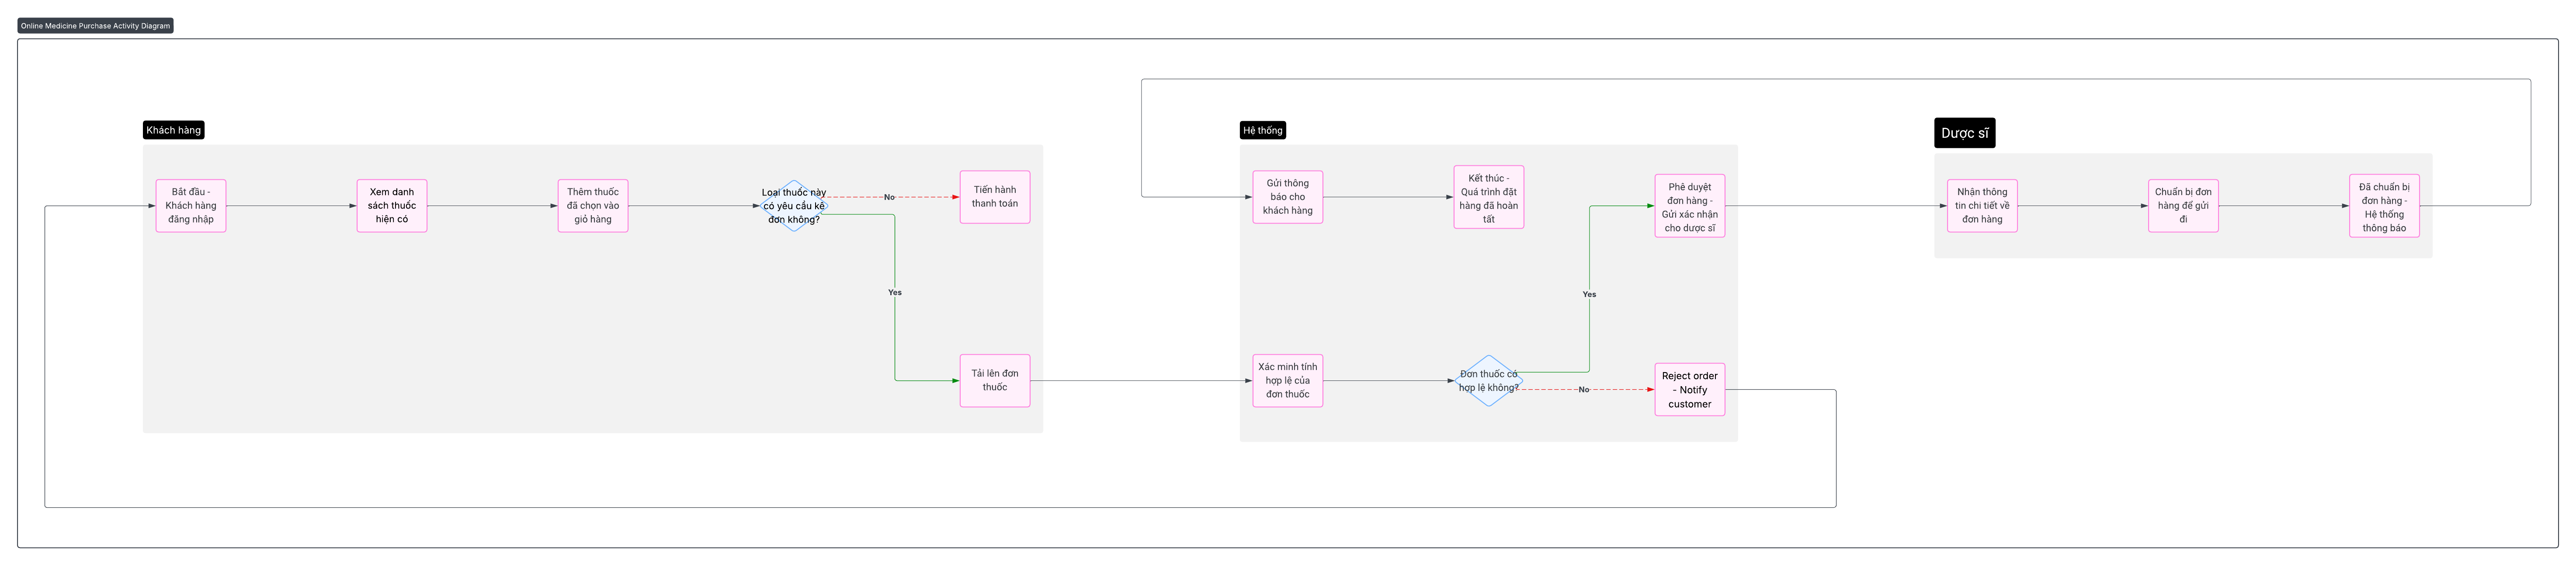 Online Medicine Purchase Activity Diagram
Khách hàng
Bắt đầu -
Khách hàng
đăng nhập
Xem danh
sách thuốc
hiện có
Thêm thuốc
đã chọn vào
giỏ hàng
Loại thuốc này
có yêu cầu kê
đơn không?
No
Tiến hành
thanh toán
Yes
Tải lên đơn
thuốc
Hệ thống
Gửi thông
báo cho
khách hàng
Kết thúc -
Quá trình đặt
hàng đã hoàn
tất
Phê duyệt
đơn hàng -
Gửi xác nhận
cho dược sĩ
Yes
Xác minh tính
hợp lệ của
đơn thuốc
Đơn thuốc có
hợp lệ không?
No
Reject order
- Notify
customer
Dược sĩ
Nhận thông
tin chi tiết về
đơn hàng
Chuẩn bị đơn
hàng để gửi
đi
Đã chuẩn bị
đơn hàng -
Hệ thống
thông báo